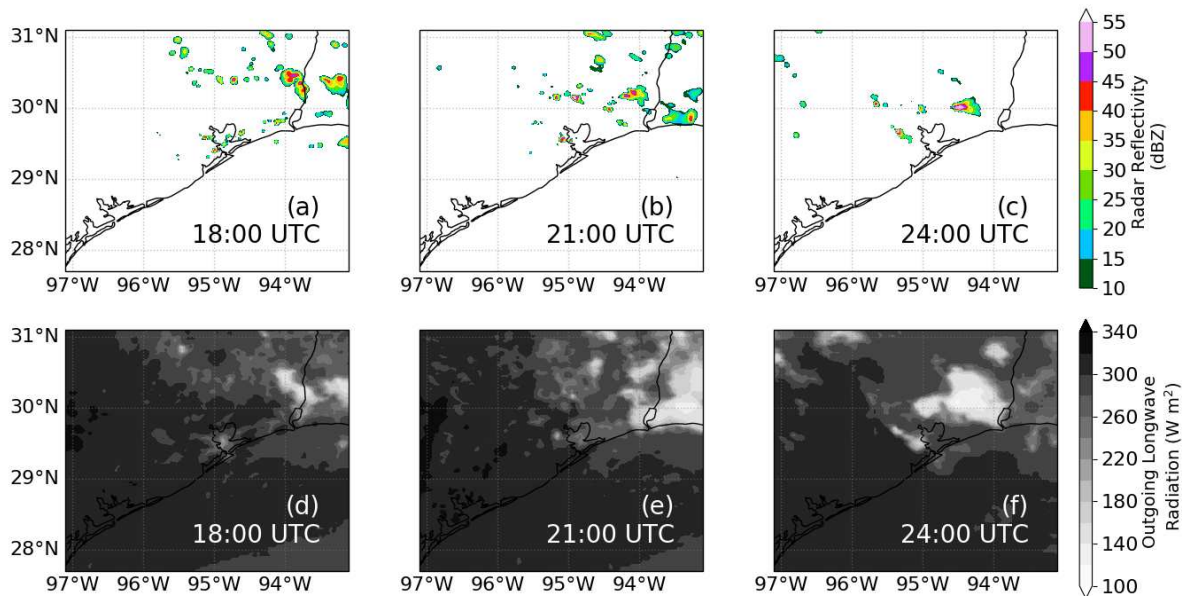 31°N
30°N
29°N
28°N
97°W 96°W 95°W 94°W
(a)
18:00 UTC
97°W 96°W 95°W 94°W
(b)
21:00 UTC
97°W 96°W 95°W 94°W
(c)
24:00 UTC
55
50
45
40
35
30
25
20
15
10
Radar Reflectivity
(dBZ)
31°N
30°N
29°N
28°N
97°W 96°W 95°W 94°W
(d)
18:00 UTC
97°W 96°W 95°W 94°W
(e)
21:00 UTC
97°W 96°W 95°W 94°W
(f)
24:00 UTC
340
300
260
220
180
140
100
Outgoing Longwave
Radiation (W m²)